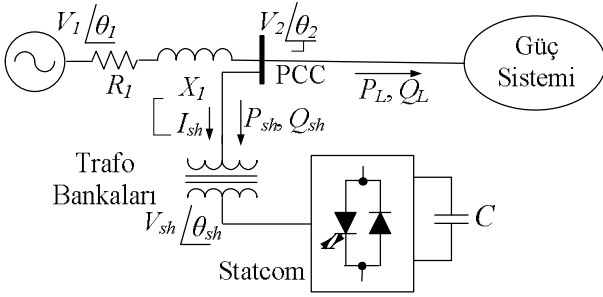 V1∠θ1
V2∠θ2
R1
X1
PCC
PL, QL
Güç
Sistemi
Ish
Psh, Qsh
Trafo
Bankaları
Vsh∠θsh
Statcom
C